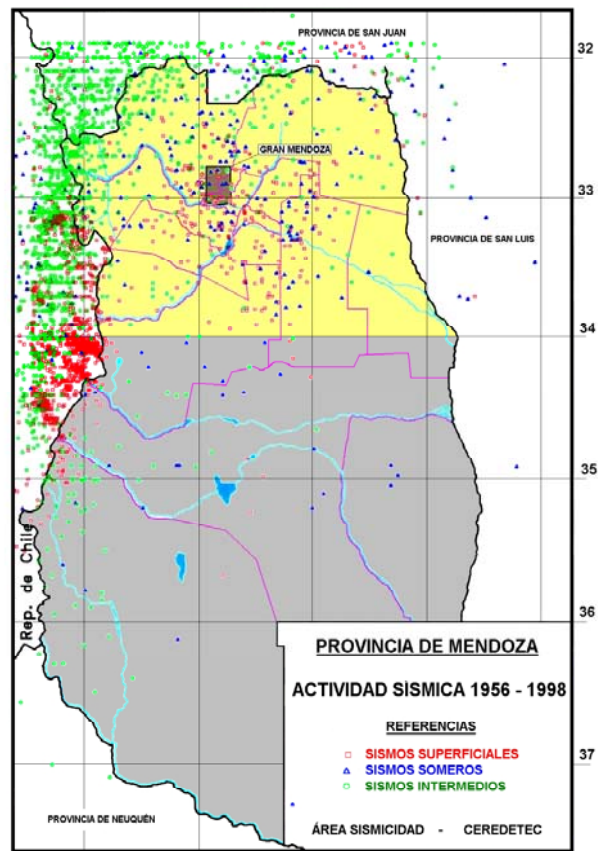 PROVINCIA DE SAN JUAN
32
GRAN MENDOZA
33
PROVINCIA DE SAN LUIS
34
35
Rep. de Chile
36
PROVINCIA DE MENDOZA
ACTIVIDAD SÍSMICA 1956 - 1998
REFERENCIAS
SISMOS SUPERFICIALES
SISMOS SOMEROS
SISMOS INTERMEDIOS
37
PROVINCIA DE NEUQUÉN
ÁREA SISMICIDAD - CEREDETEC